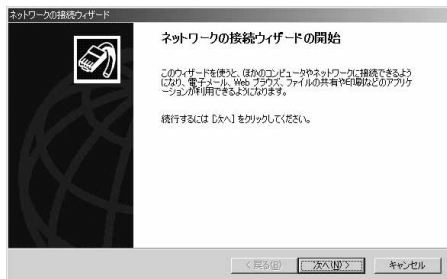 ネットワークの接続ウィザード
ネットワークの接続ウィザードの開始
このウィザードを使うと、ほかのコンピュータやネットワークに接続できるよう
になり、電子メール、Web ブラウズ、ファイルの共有や印刷などのアプリケ
ーションが利用できるようになります。
続行するには [次へ] をクリックしてください。
< 戻る(B)
次へ(N) >
キャンセル